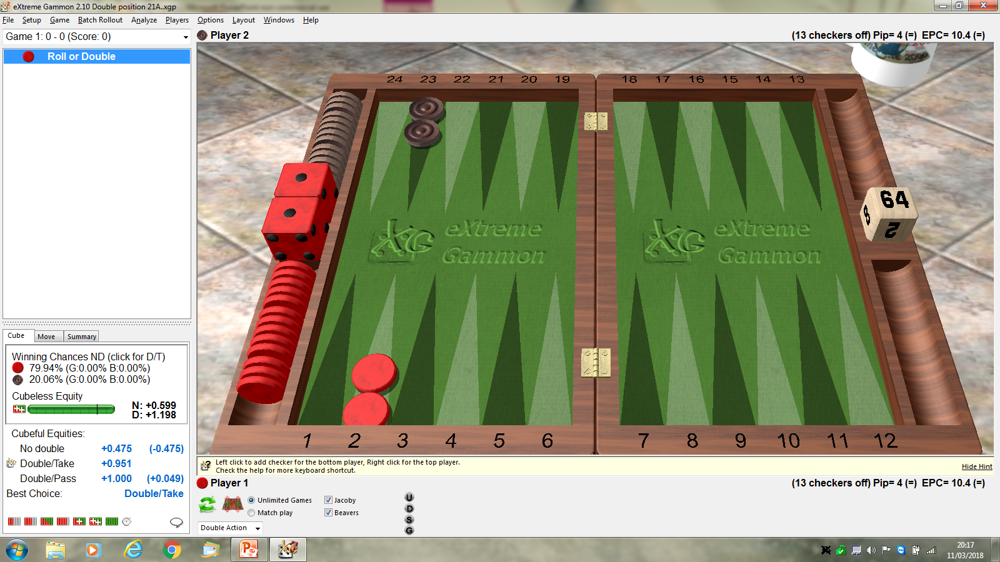 eXtreme Gammon 2.10 Double position 21A..xgp
File Setup Game Batch Rollout Analyze Players Options Layout Windows Help
Game 1: 0 - 0 (Score: 0)
Player 2 (13 checkers off) Pip= 4 (=) EPC= 10.4 (=)
Roll or Double
24 23 22 21 20 19 18 17 16 15 14 13
64
8
2
eXtreme
Gammon
XG
eXtreme
Gammon
XG
1 2 3 4 5 6 7 8 9 10 11 12
Cube Move Summary
Winning Chances ND (click for D/T)
79.94% (G:0.00% B:0.00%)
20.06% (G:0.00% B:0.00%)
Cubeless Equity
N: +0.599
D: +1.198
Cubeful Equities:
No double +0.475 (-0.475)
Double/Take +0.951
Double/Pass +1.000 (+0.049)
Best Choice: Double/Take
Left click to add checker for the bottom player, Right click for the top player.
Check the help for more keyboard shortcut.
Hide Hint
Player 1 (13 checkers off) Pip= 4 (=) EPC= 10.4 (=)
Unlimited Games Jacoby
Match play Beavers
Double Action
U
D
S
G
20:17
11/03/2018